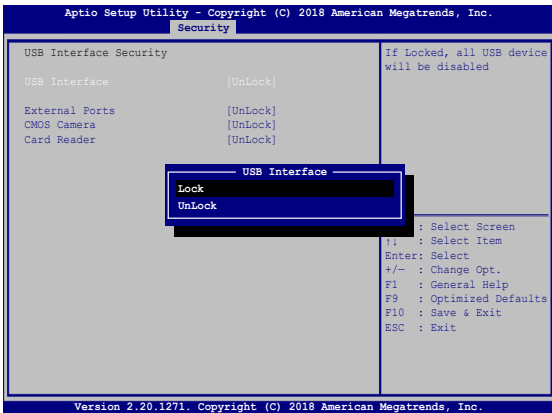 Aptio Setup Utility - Copyright (C) 2018 American Megatrends, Inc.
Security
USB Interface Security
USB Interface [UnLock]
External Ports [UnLock]
CMOS Camera [UnLock]
Card Reader [UnLock]
If Locked, all USB device
will be disabled
USB Interface
Lock
UnLock
: Select Screen
↑↓ : Select Item
Enter: Select
+/— : Change Opt.
F1 : General Help
F9 : Optimized Defaults
F10 : Save & Exit
ESC : Exit
Version 2.20.1271. Copyright (C) 2018 American Megatrends, Inc.